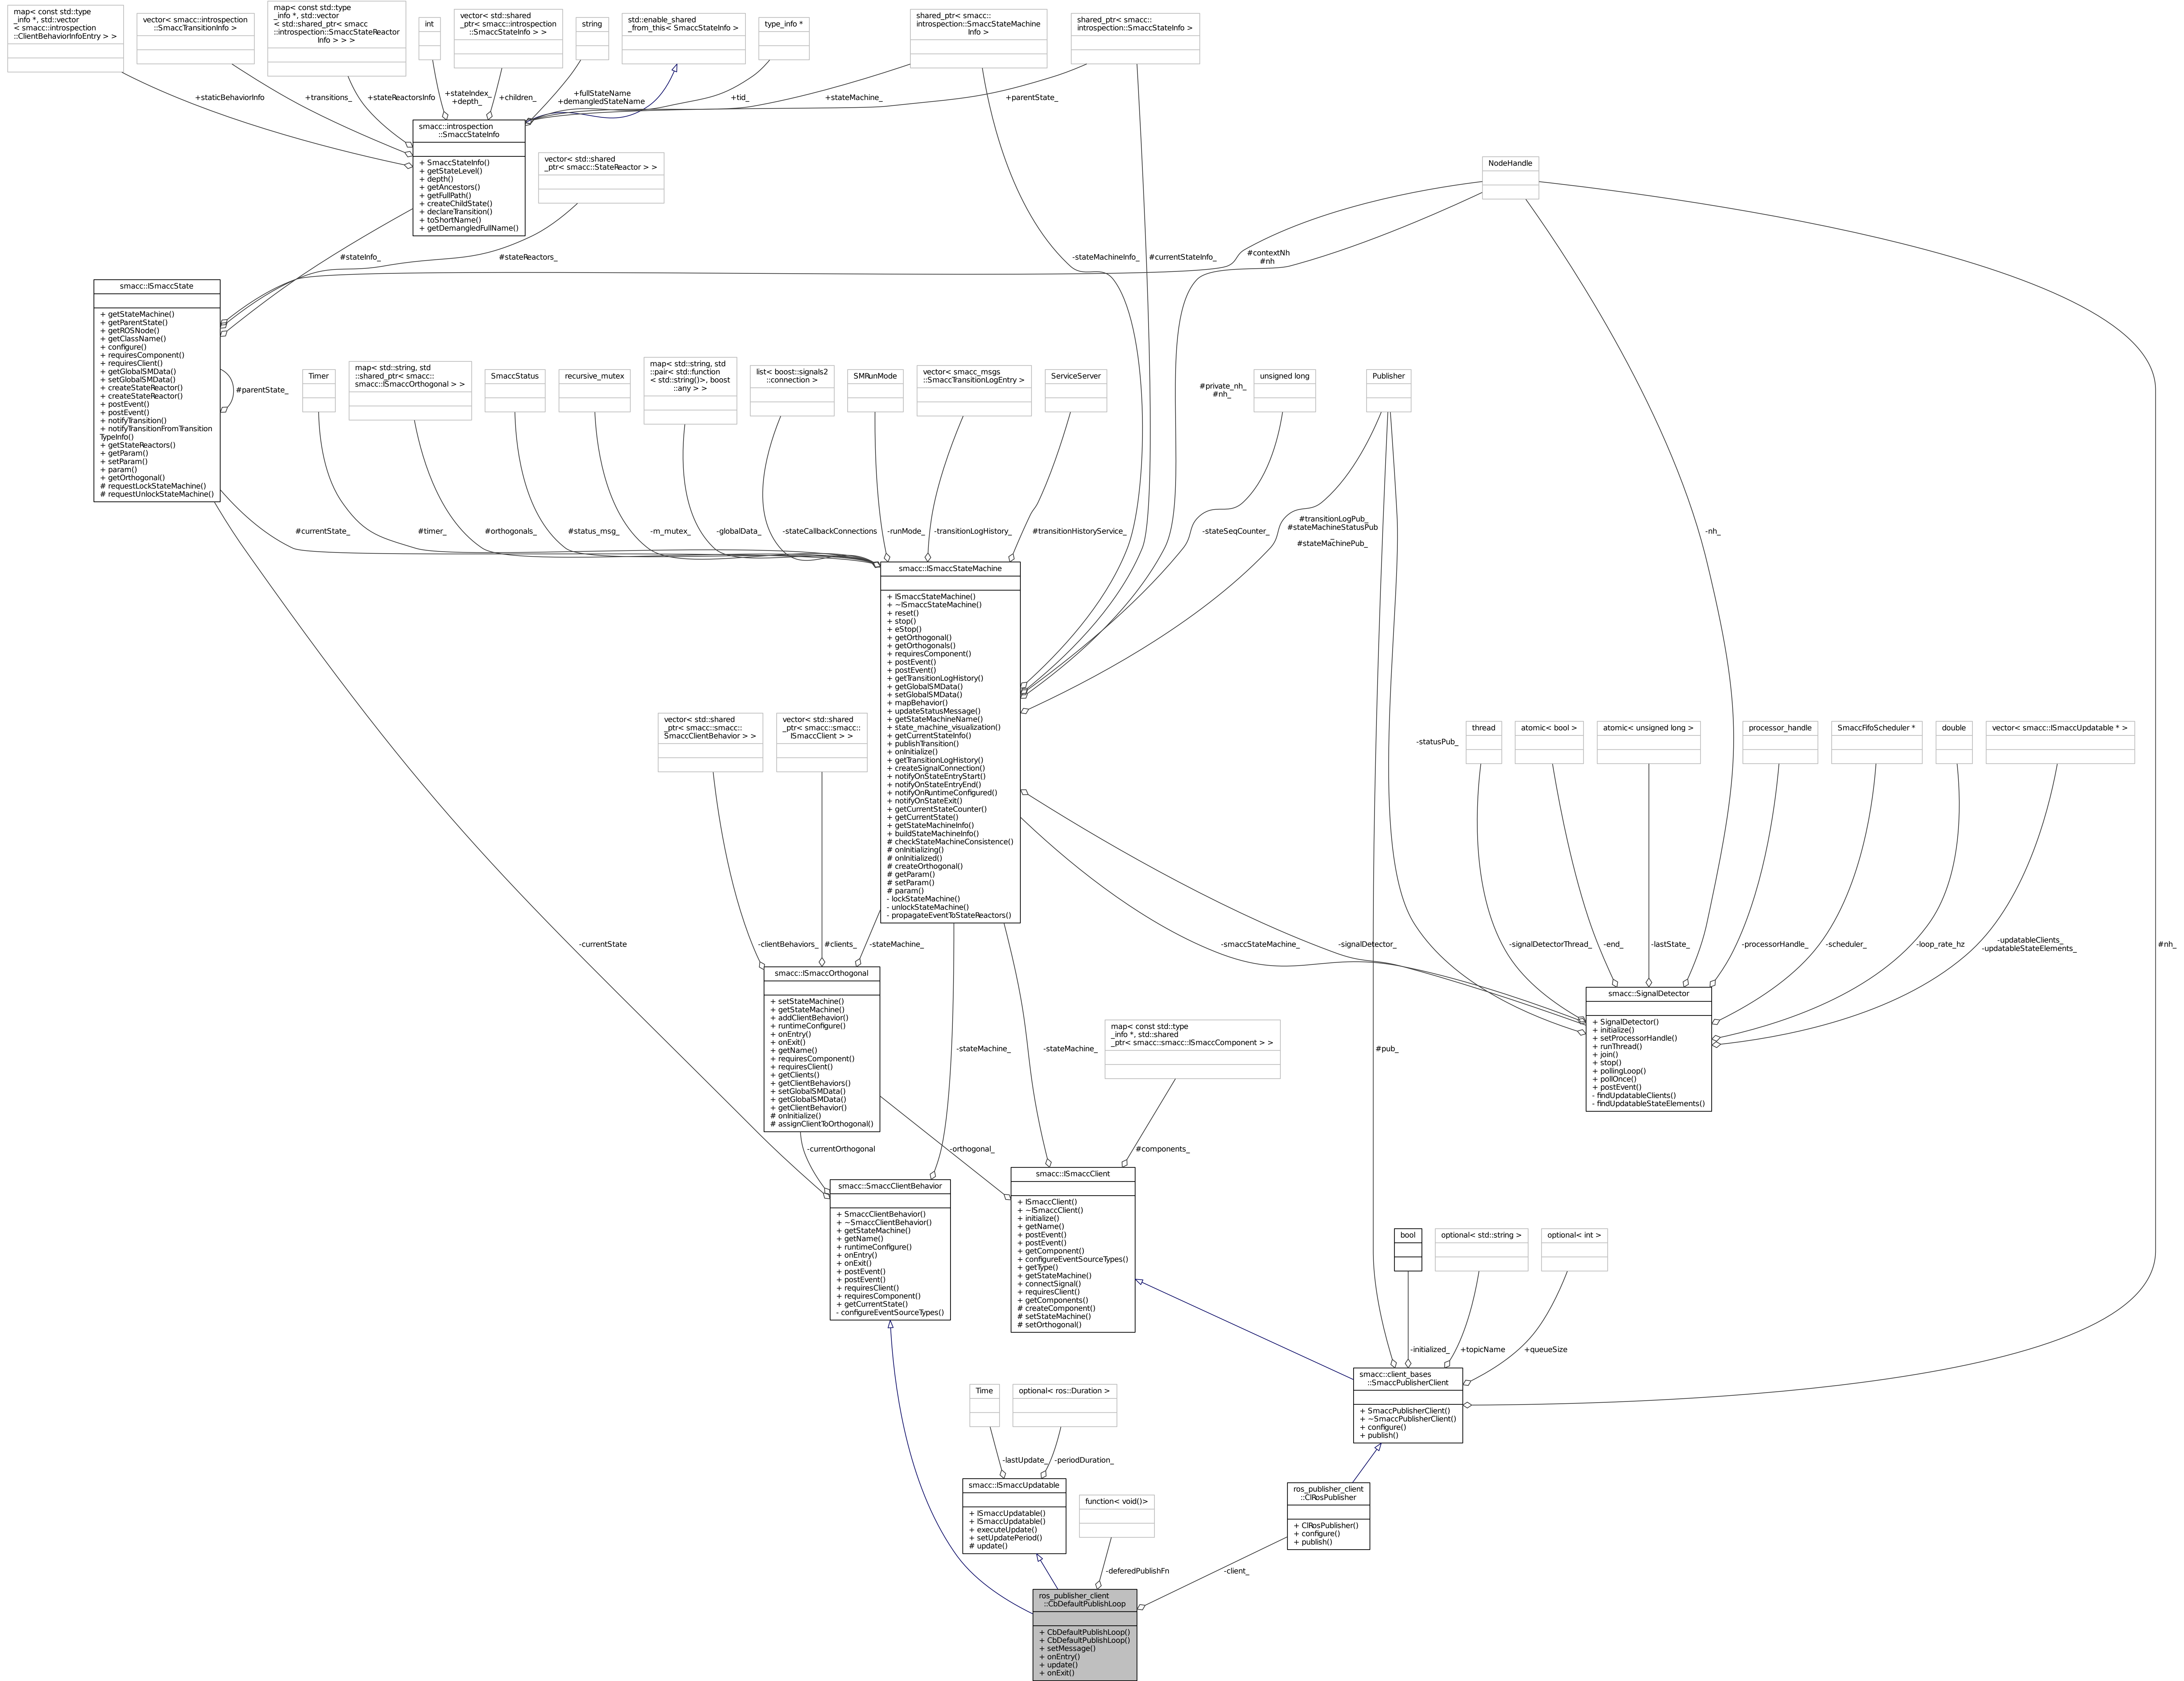 map< const std::type
_info *, std::vector
< smacc::introspection
::ClientBehaviorInfoEntry > >
vector< smacc::introspection
::SmaccTransitionInfo >
map< const std::type
_info *, std::vector
< std::shared_ptr< smacc
::introspection::SmaccStateReactor
Info > > >
int
vector< std::shared
_ptr< smacc::introspection
::SmaccStateInfo > >
string
std::enable_shared
_from_this< SmaccStateInfo >
type_info *
shared_ptr< smacc::
introspection::SmaccStateMachine
Info >
shared_ptr< smacc::
introspection::SmaccStateInfo >
+staticBehaviorInfo
+transitions_
+stateReactorsInfo
+stateIndex_
+depth_
+children_
+fullStateName
+demangledStateName
+tid_
+stateMachine_
+parentState_
smacc::introspection
::SmaccStateInfo
+ SmaccStateInfo()
+ getStateLevel()
+ depth()
+ getAncestors()
+ getFullPath()
+ createChildState()
+ declareTransition()
+ toShortName()
+ getDemangledFullName()
vector< std::shared
_ptr< smacc::StateReactor > >
NodeHandle
#stateInfo_
#stateReactors_
-stateMachineInfo_
#currentStateInfo_
#contextNh
#nh
smacc::ISmaccState
+ getStateMachine()
+ getParentState()
+ getROSNode()
+ getClassName()
+ configure()
+ requiresComponent()
+ requiresClient()
+ getGlobalSMData()
+ setGlobalSMData()
+ createStateReactor()
+ createStateReactor()
+ postEvent()
+ postEvent()
+ notifyTransition()
+ notifyTransitionFromTransition
TypeInfo()
+ getStateReactors()
+ getParam()
+ setParam()
+ param()
+ getOrthogonal()
# requestLockStateMachine()
# requestUnlockStateMachine()
#parentState_
Timer
map< std::string, std
::shared_ptr< smacc::
smacc::ISmaccOrthogonal > >
SmaccStatus
recursive_mutex
map< std::string, std
::pair< std::function
< std::string()>, boost
::any > >
list< boost::signals2
::connection >
SMRunMode
vector< smacc_msgs
::SmaccTransitionLogEntry >
ServiceServer
#private_nh_
#nh_
unsigned long
Publisher
#currentState_
#timer_
#orthogonals_
#status_msg_
-m_mutex_
-globalData_
-stateCallbackConnections
-runMode_
-transitionLogHistory_
#transitionHistoryService_
-stateSeqCounter_
#transitionLogPub_
#stateMachineStatusPub
_
#stateMachinePub_
-nh_
smacc::ISmaccStateMachine
+ ISmaccStateMachine()
+ ~ISmaccStateMachine()
+ reset()
+ stop()
+ eStop()
+ getOrthogonal()
+ getOrthogonals()
+ requiresComponent()
+ postEvent()
+ postEvent()
+ getTransitionLogHistory()
+ getGlobalSMData()
+ setGlobalSMData()
+ mapBehavior()
+ updateStatusMessage()
+ getStateMachineName()
+ state_machine_visualization()
+ getCurrentStateInfo()
+ publishTransition()
+ onInitialize()
+ getTransitionLogHistory()
+ createSignalConnection()
+ notifyOnStateEntryStart()
+ notifyOnStateEntryEnd()
+ notifyOnRuntimeConfigured()
+ notifyOnStateExit()
+ getCurrentStateCounter()
+ getCurrentState()
+ getStateMachineInfo()
+ buildStateMachineInfo()
# checkStateMachineConsistence()
# onInitializing()
# onInitialized()
# createOrthogonal()
# getParam()
# setParam()
# param()
- lockStateMachine()
- unlockStateMachine()
- propagateEventToStateReactors()
vector< std::shared
_ptr< smacc::smacc::
SmaccClientBehavior > >
vector< std::shared
_ptr< smacc::smacc::
ISmaccClient > >
-statusPub_
thread
atomic< bool >
atomic< unsigned long >
processor_handle
SmaccFifoScheduler *
double
vector< smacc::ISmaccUpdatable * >
-currentState
-clientBehaviors_
#clients_
-stateMachine_
-smaccStateMachine_
-signalDetector_
-signalDetectorThread_
-end_
-lastState_
-processorHandle_
-scheduler_
-loop_rate_hz
-updatableClients_
-updatableStateElements_
#nh_
smacc::ISmaccOrthogonal
+ setStateMachine()
+ getStateMachine()
+ addClientBehavior()
+ runtimeConfigure()
+ onEntry()
+ onExit()
+ getName()
+ requiresComponent()
+ requiresClient()
+ getClients()
+ getClientBehaviors()
+ setGlobalSMData()
+ getGlobalSMData()
+ getClientBehavior()
# onInitialize()
# assignClientToOrthogonal()
smacc::SignalDetector
+ SignalDetector()
+ initialize()
+ setProcessorHandle()
+ runThread()
+ join()
+ stop()
+ pollingLoop()
+ pollOnce()
+ postEvent()
- findUpdatableClients()
- findUpdatableStateElements()
-stateMachine_
-stateMachine_
map< const std::type
_info *, std::shared
_ptr< smacc::smacc::ISmaccComponent > >
#pub_
-currentOrthogonal
-orthogonal_
#components_
smacc::SmaccClientBehavior
+ SmaccClientBehavior()
+ ~SmaccClientBehavior()
+ getStateMachine()
+ getName()
+ runtimeConfigure()
+ onEntry()
+ onExit()
+ postEvent()
+ postEvent()
+ requiresClient()
+ requiresComponent()
+ getCurrentState()
- configureEventSourceTypes()
smacc::ISmaccClient
+ ISmaccClient()
+ ~ISmaccClient()
+ initialize()
+ getName()
+ postEvent()
+ postEvent()
+ getComponent()
+ configureEventSourceTypes()
+ getType()
+ getStateMachine()
+ connectSignal()
+ requiresClient()
+ getComponents()
# createComponent()
# setStateMachine()
# setOrthogonal()
bool
optional< std::string >
optional< int >
-initialized_
+topicName
+queueSize
smacc::client_bases
::SmaccPublisherClient
+ SmaccPublisherClient()
+ ~SmaccPublisherClient()
+ configure()
+ publish()
Time
optional< ros::Duration >
-lastUpdate_
-periodDuration_
smacc::ISmaccUpdatable
+ ISmaccUpdatable()
+ ISmaccUpdatable()
+ executeUpdate()
+ setUpdatePeriod()
# update()
function< void()>
ros_publisher_client
::ClRosPublisher
+ ClRosPublisher()
+ configure()
+ publish()
-deferedPublishFn
-client_
ros_publisher_client
::CbDefaultPublishLoop
+ CbDefaultPublishLoop()
+ CbDefaultPublishLoop()
+ setMessage()
+ onEntry()
+ update()
+ onExit()